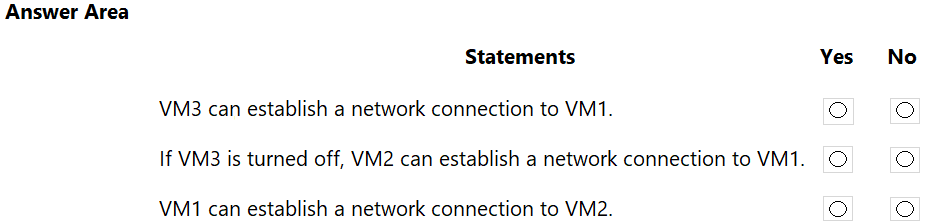 Answer Area
Statements Yes No
VM3 can establish a network connection to VM1.
If VM3 is turned off, VM2 can establish a network connection to VM1.
VM1 can establish a network connection to VM2.